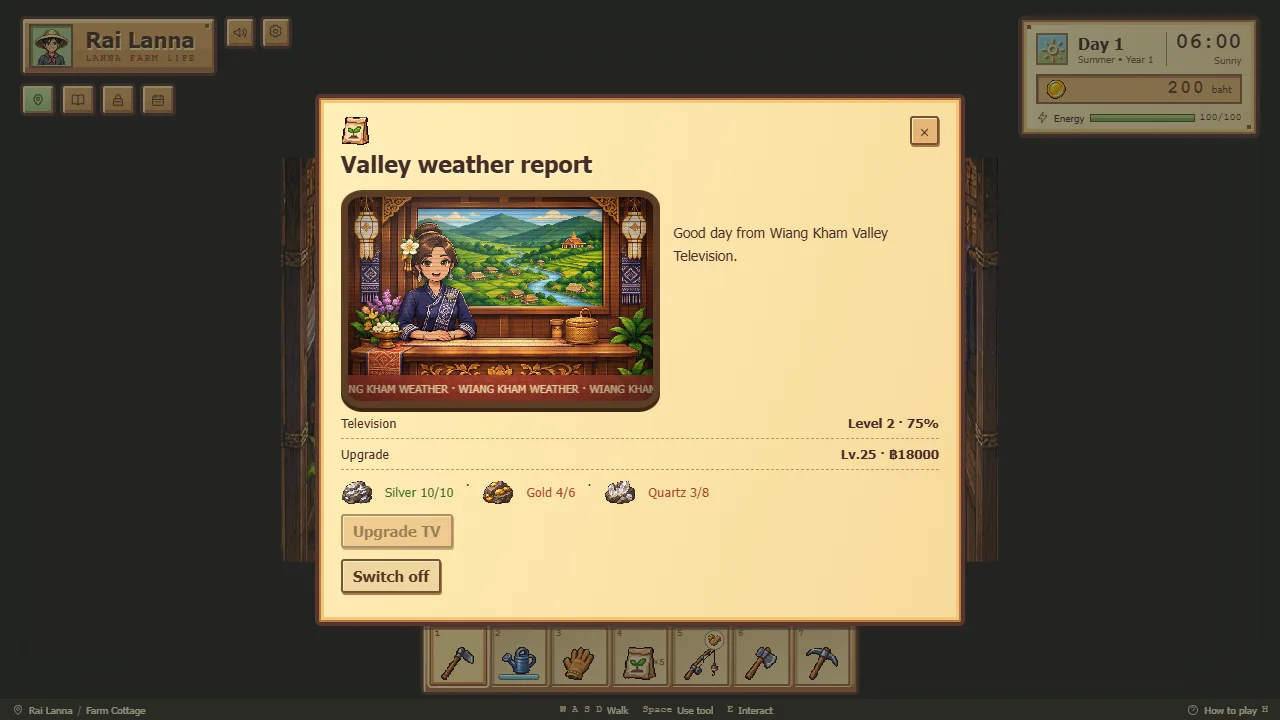 Rai Lanna
LANNA FARM LIFE
Day 1
Summer • Year 1
06:00
Sunny
200 baht
Energy 100/100
×
Valley weather report
Good day from Wiang Kham Valley
Television.
NG KHAM WEATHER · WIANG KHAM WEATHER · WIANG KHAM
Television Level 2 · 75%
Upgrade Lv.25 · ฿18000
Silver 10/10 · Gold 4/6 · Quartz 3/8
Upgrade TV
Switch off
1 2 3 4 5 6 7
×5
Rai Lanna / Farm Cottage
W A S D Walk Space Use tool E Interact
How to play H